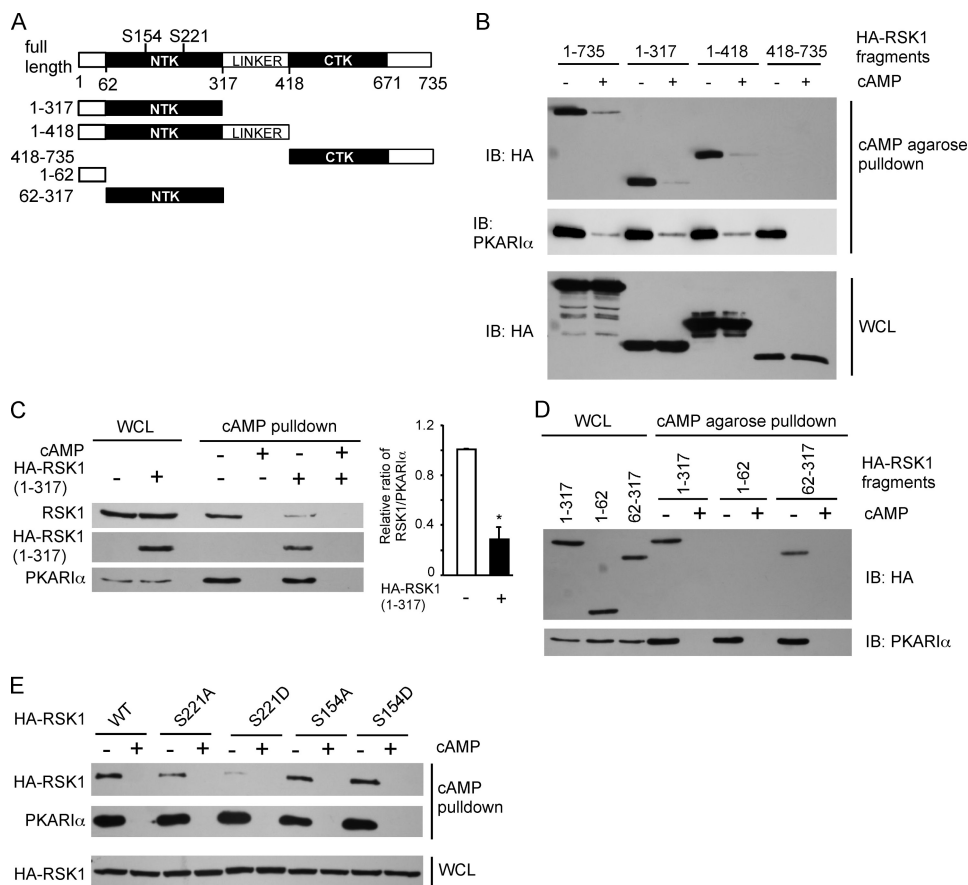 A
S154 S221
full
length
NTK LINKER CTK
1 62 317 418 671 735
1-317 NTK
1-418 NTK LINKER
418-735 CTK
1-62
62-317 NTK
B
1-735 1-317 1-418 418-735 HA-RSK1
fragments
- + - + - + - + cAMP
IB: HA
cAMP agarose
pulldown
IB:
PKARIα
IB: HA
WCL
C
WCL cAMP pulldown
cAMP - + - +
HA-RSK1
(1-317) - + - - + +
RSK1
HA-RSK1
(1-317)
PKARIα
Relative ratio of
RSK1/PKARIα
1.2
0.8
0.4
0
*
HA-RSK1
(1-317) - +
D
WCL cAMP agarose pulldown
1-317 1-62 62-317 1-317 1-62 62-317
HA-RSK1
fragments
- + - + - + cAMP
IB: HA
IB: PKARIα
E
HA-RSK1 WT S221A S221D S154A S154D
- + - + - + - + - + cAMP
HA-RSK1
PKARIα
cAMP
pulldown
HA-RSK1 WCL